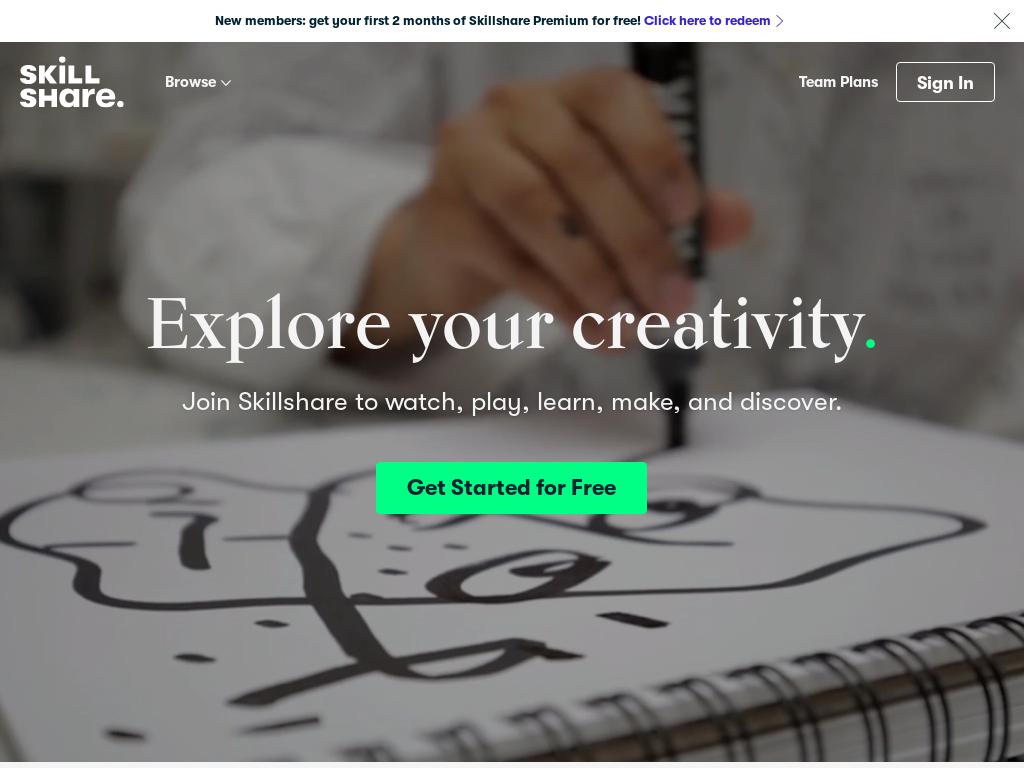 New members: get your first 2 months of Skillshare Premium for free! Click here to redeem
SKILL
SHARE.
Browse
Team Plans
Sign In
Explore your creativity.
Join Skillshare to watch, play, learn, make, and discover.
Get Started for Free